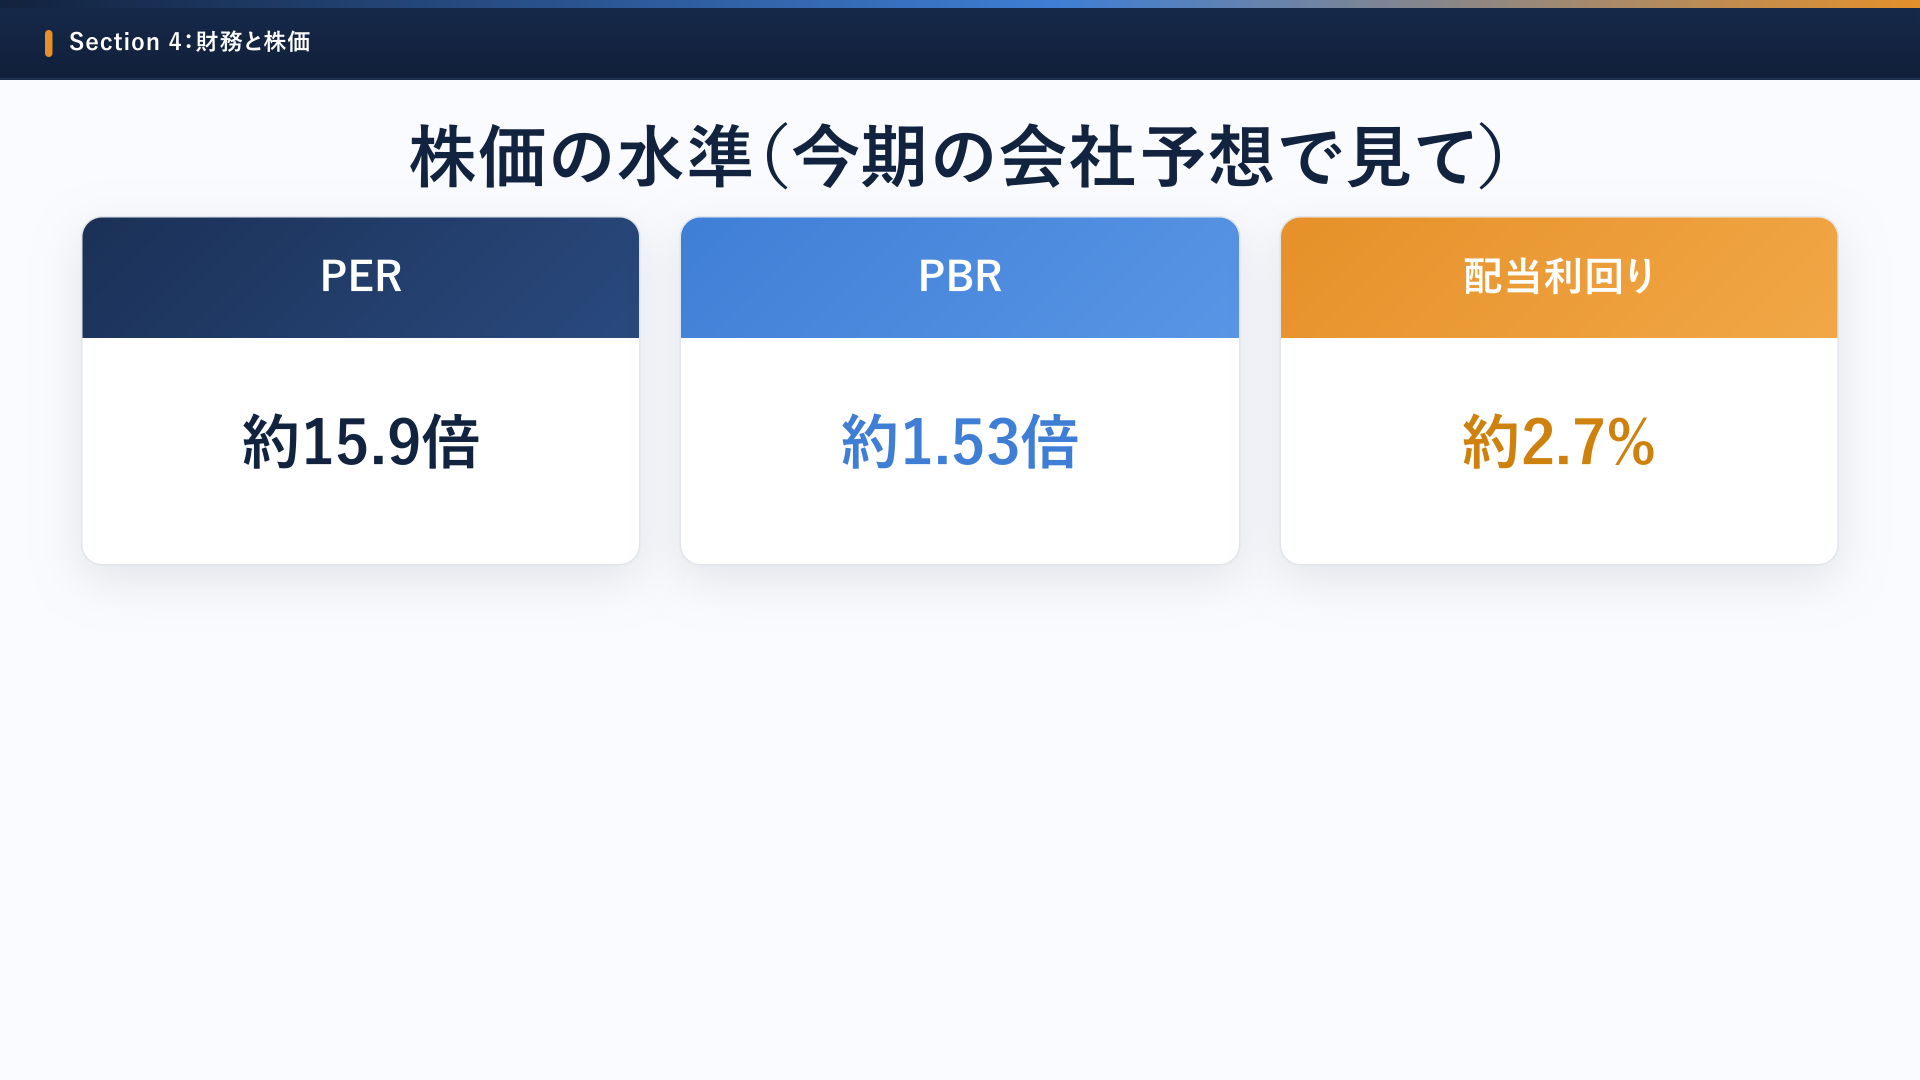 Section 4：財務と株価
株価の水準（今期の会社予想で見て）
PER
約15.9倍
PBR
約1.53倍
配当利回り
約2.7%